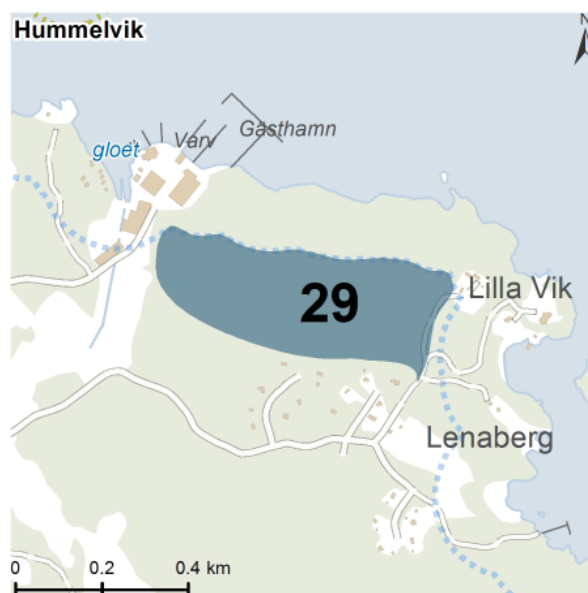 Hummelvik
N
gloet
Varv
Gästhamn
29
Lilla Vik
Lenaberg
0 0.2 0.4 km